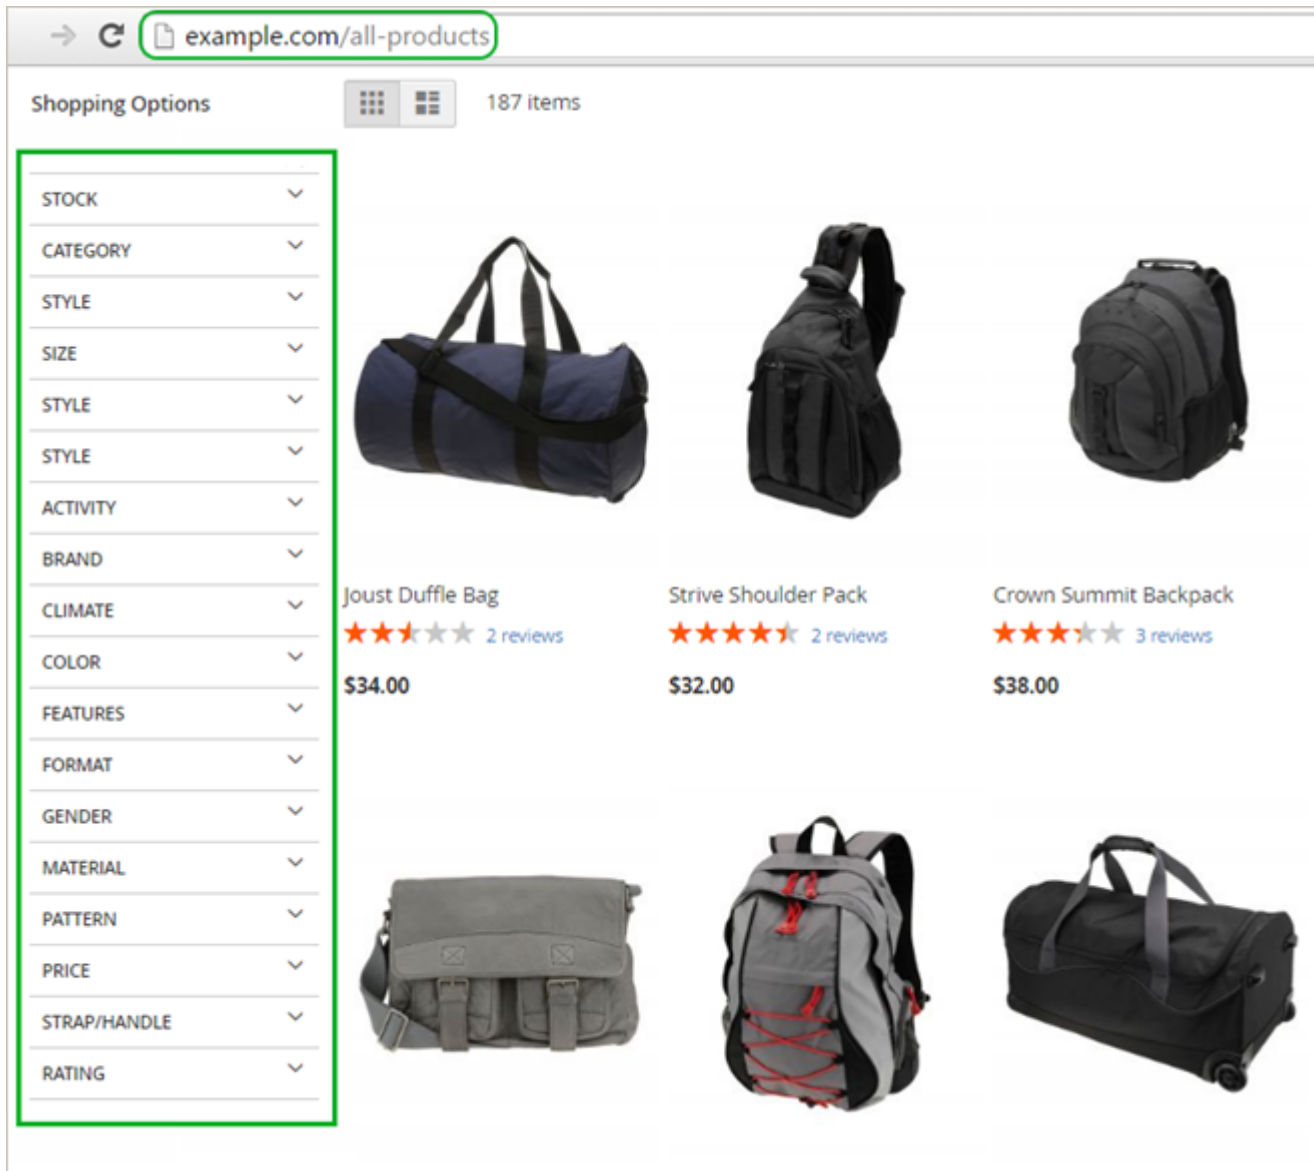 example.com/all-products
Shopping Options
187 items
STOCK
CATEGORY
STYLE
SIZE
STYLE
STYLE
ACTIVITY
BRAND
CLIMATE
COLOR
FEATURES
FORMAT
GENDER
MATERIAL
PATTERN
PRICE
STRAP/HANDLE
RATING
Joust Duffle Bag
2 reviews
$34.00
Strive Shoulder Pack
2 reviews
$32.00
Crown Summit Backpack
3 reviews
$38.00